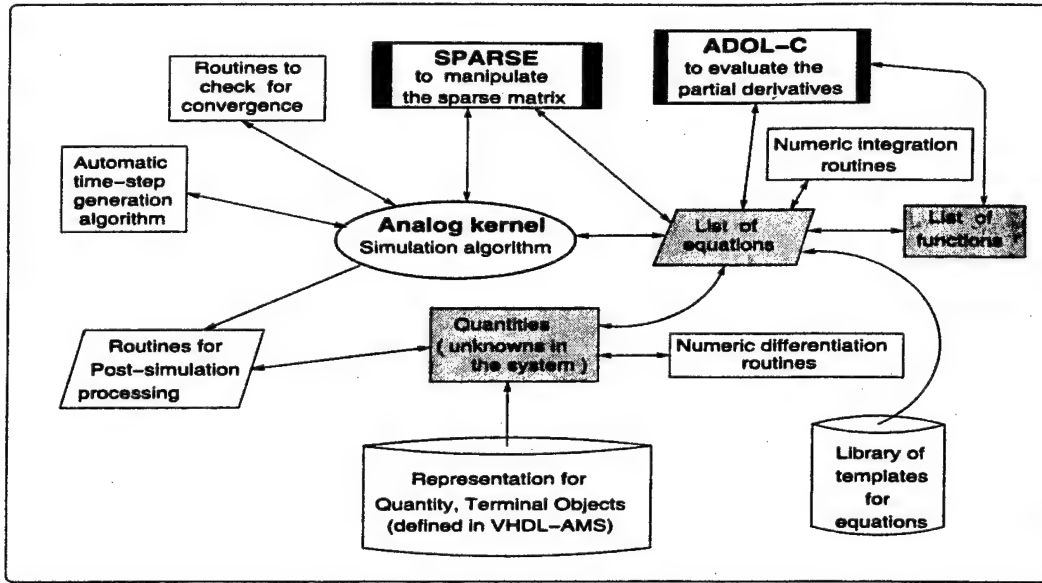 Routines to
check for
convergence
SPARSE
to manipulate
the sparse matrix
ADOL-C
to evaluate the
partial derivatives
Automatic
time-step
generation
algorithm
Numeric integration
routines
Analog kernel
Simulation algorithm
List of
equations
List of
functions
Routines for
Post-simulation
processing
Quantities
( unknowns in
the system )
Numeric differentiation
routines
Representation for
Quantity, Terminal Objects
(defined in VHDL-AMS)
Library of
templates
for
equations